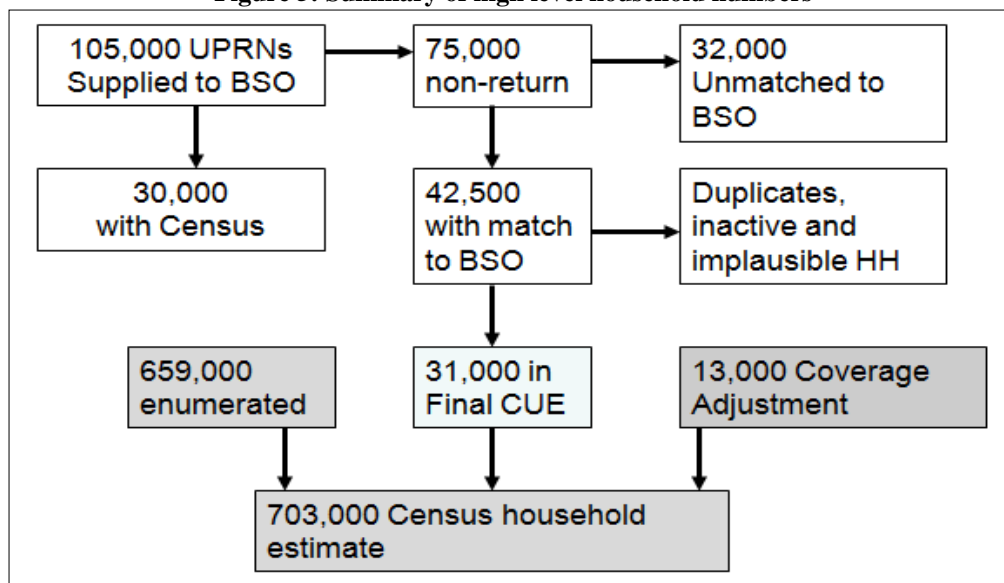 Figure 3: Summary of high level household numbers
105,000 UPRNs
Supplied to BSO
75,000
non-return
32,000
Unmatched to
BSO
30,000
with Census
42,500
with match
to BSO
Duplicates,
inactive and
implausible HH
659,000
enumerated
31,000 in
Final CUE
13,000 Coverage
Adjustment
703,000 Census household
estimate